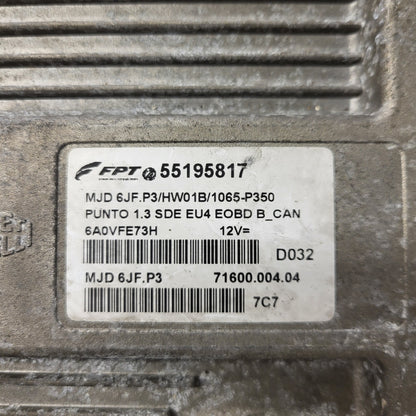 FPT 55195817
MJD 6JF.P3/HW01B/1065-P350
PUNTO 1.3 SDE EU4 EOBD B_CAN
6A0VFE73H 12V=
D032
MJD 6JF.P3 71600.004.04
7C7